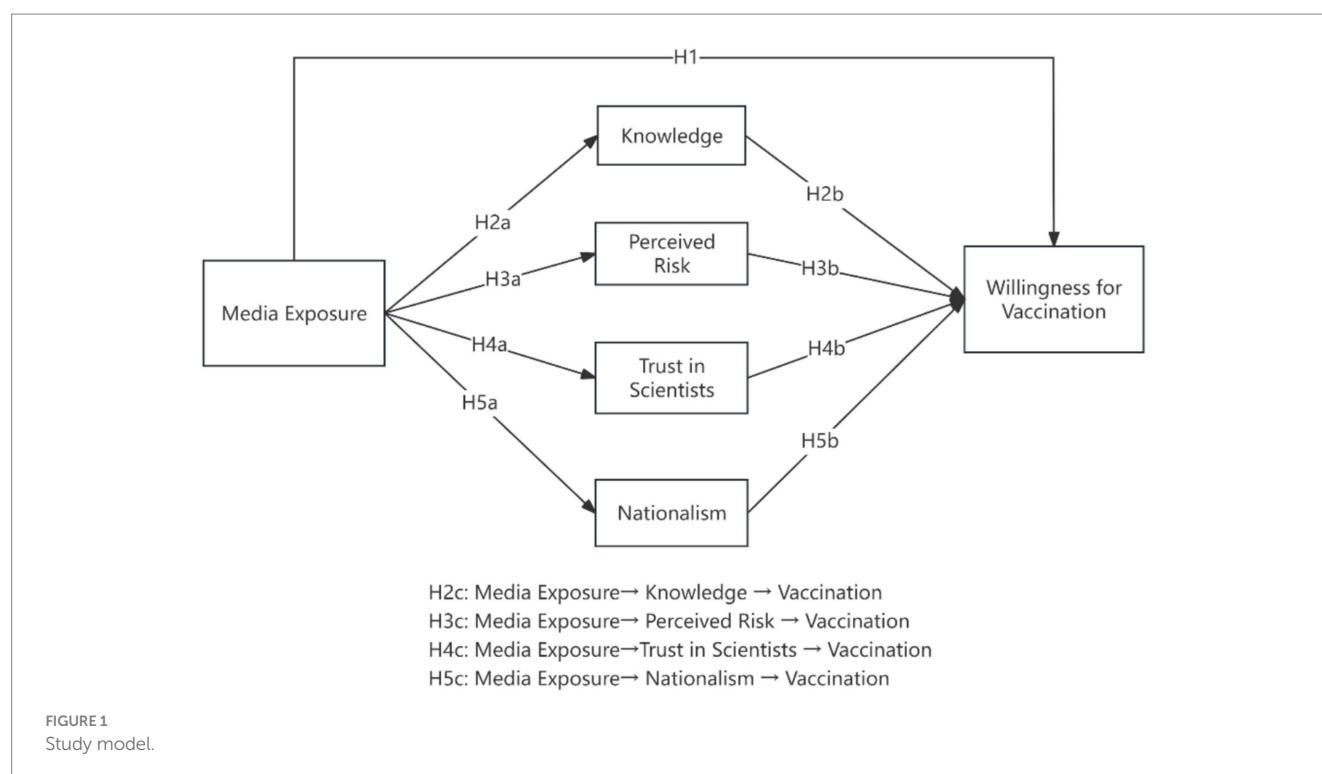 H1
Knowledge
H2a
H2b
Perceived
Risk
H3a
H3b
Media Exposure
Willingness for
Vaccination
H4a
H4b
Trust in
Scientists
H5a
H5b
Nationalism
H2c: Media Exposure→ Knowledge → Vaccination
H3c: Media Exposure→ Perceived Risk → Vaccination
H4c: Media Exposure→Trust in Scientists → Vaccination
H5c: Media Exposure→ Nationalism → Vaccination
FIGURE 1
Study model.